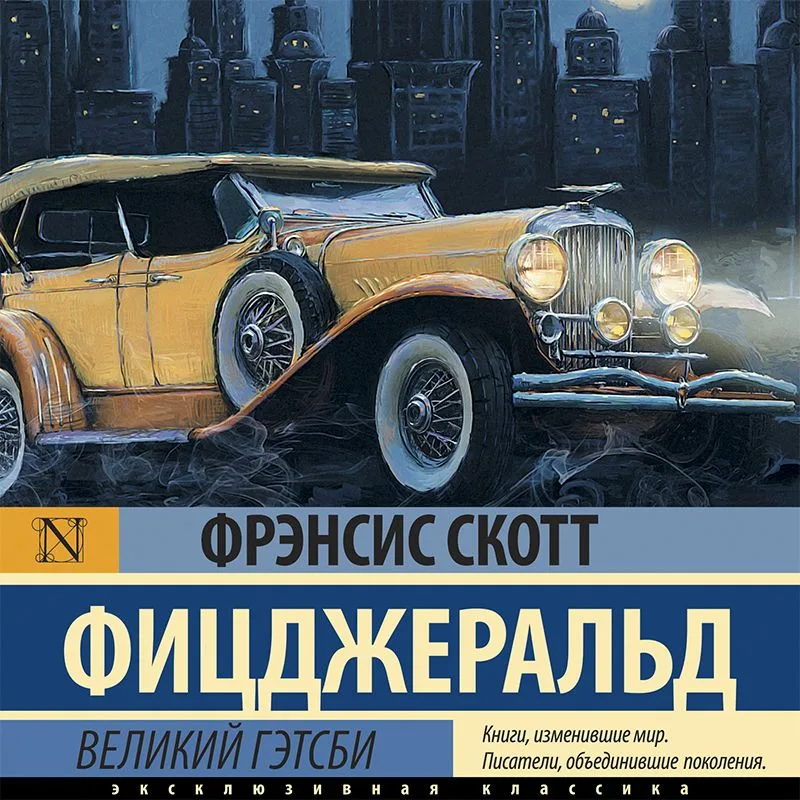 N
ФРЭНСИС СКОТТ
ФИЦДЖЕРАЛЬД
ВЕЛИКИЙ ГЭТСБИ
Книги, изменившие мир.
Писатели, объединившие поколения.
эксклюзивная классика